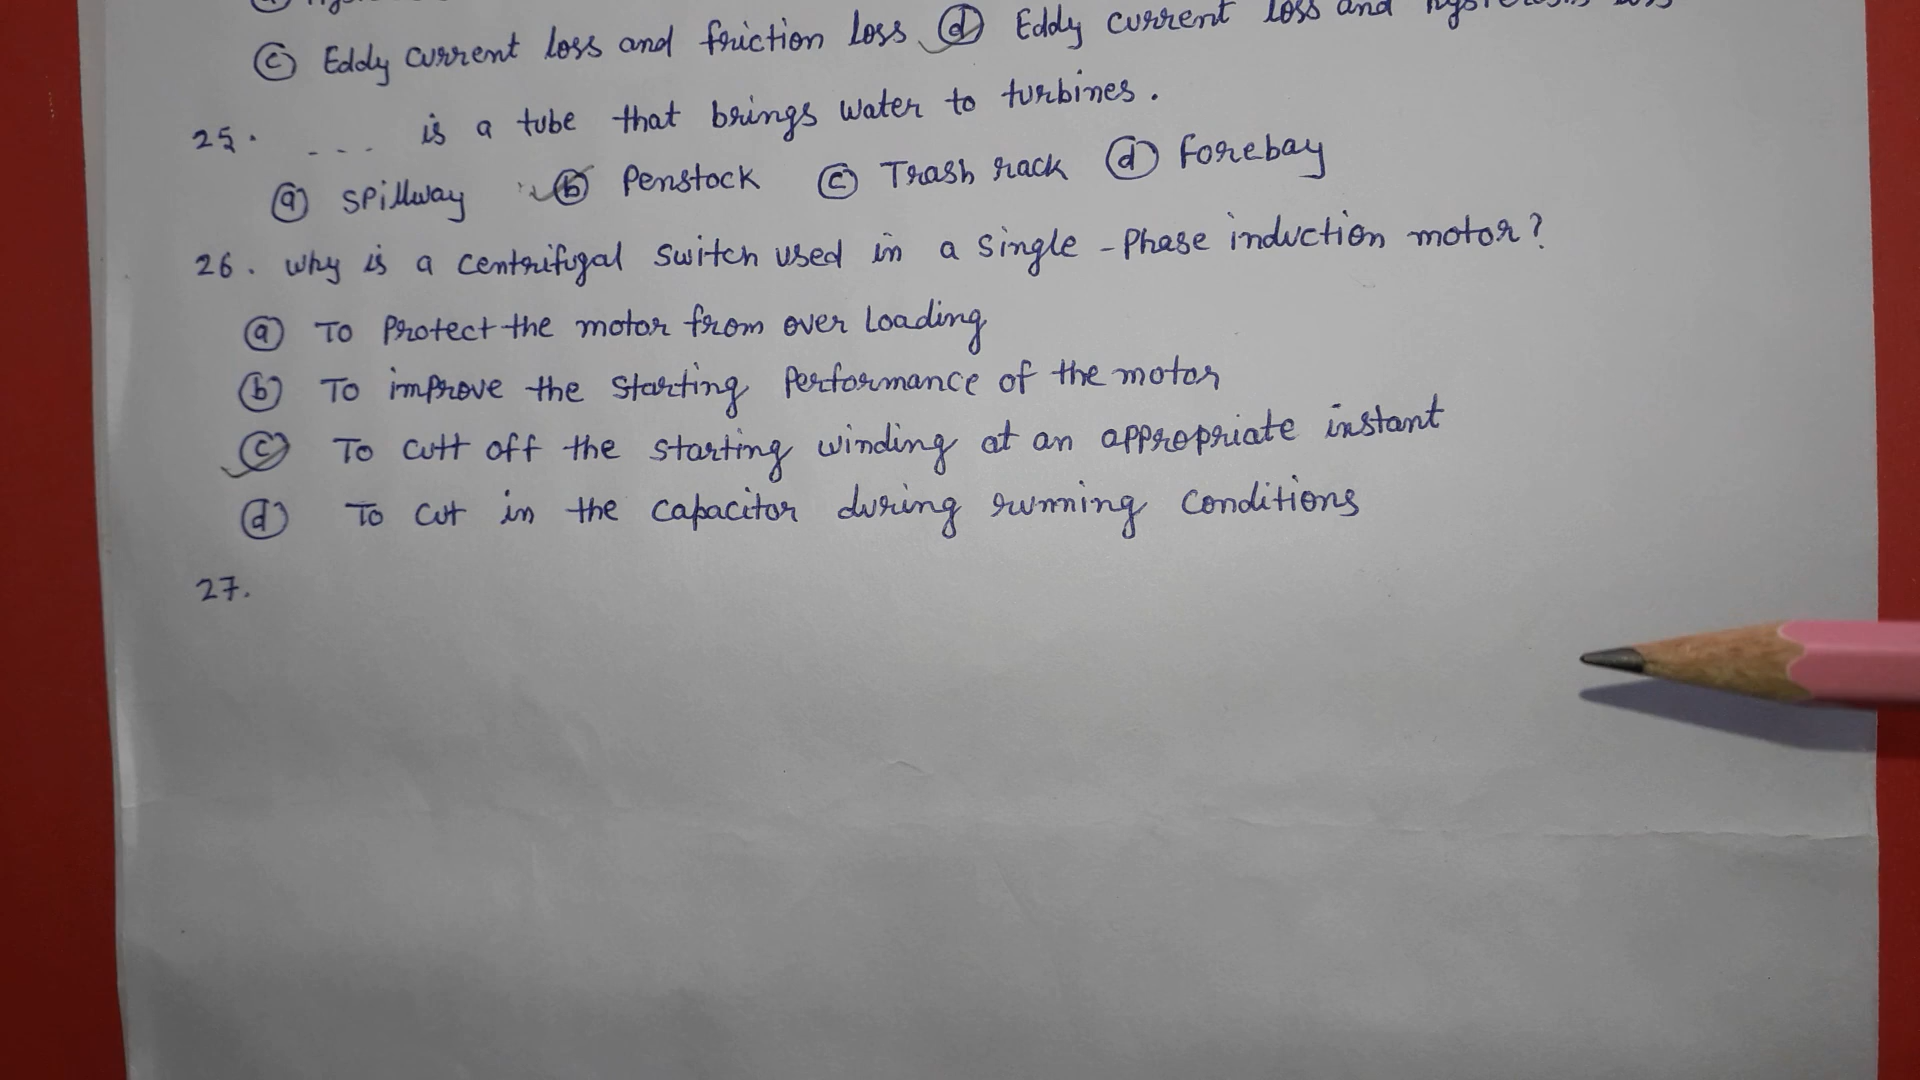 ⓒ Eddy current loss and friction loss ⓓ Eddy current loss and
25. --- is a tube that brings water to turbines.
ⓐ Spillway ⓑ Penstock ⓒ Trash rack ⓓ Forebay
26. Why is a centrifugal switch used in a single-phase induction motor?
ⓐ To Protect the motor from over loading
ⓑ To improve the starting Performance of the motor
ⓒ To cutt off the starting winding at an appropriate instant
ⓓ To cut in the capacitor during running conditions
27.